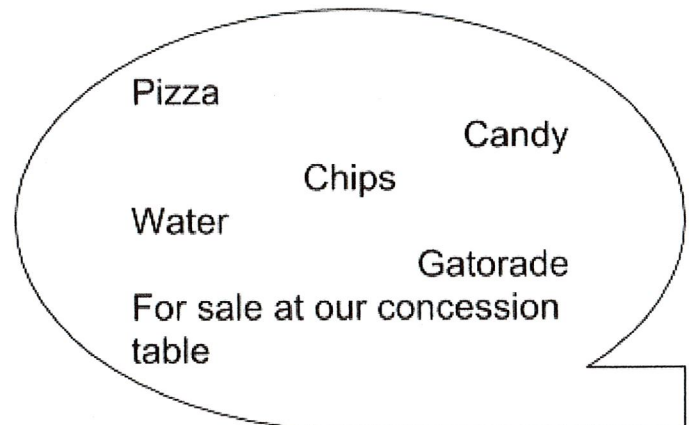 Pizza
Candy
Chips
Water
Gatorade
For sale at our concession
table